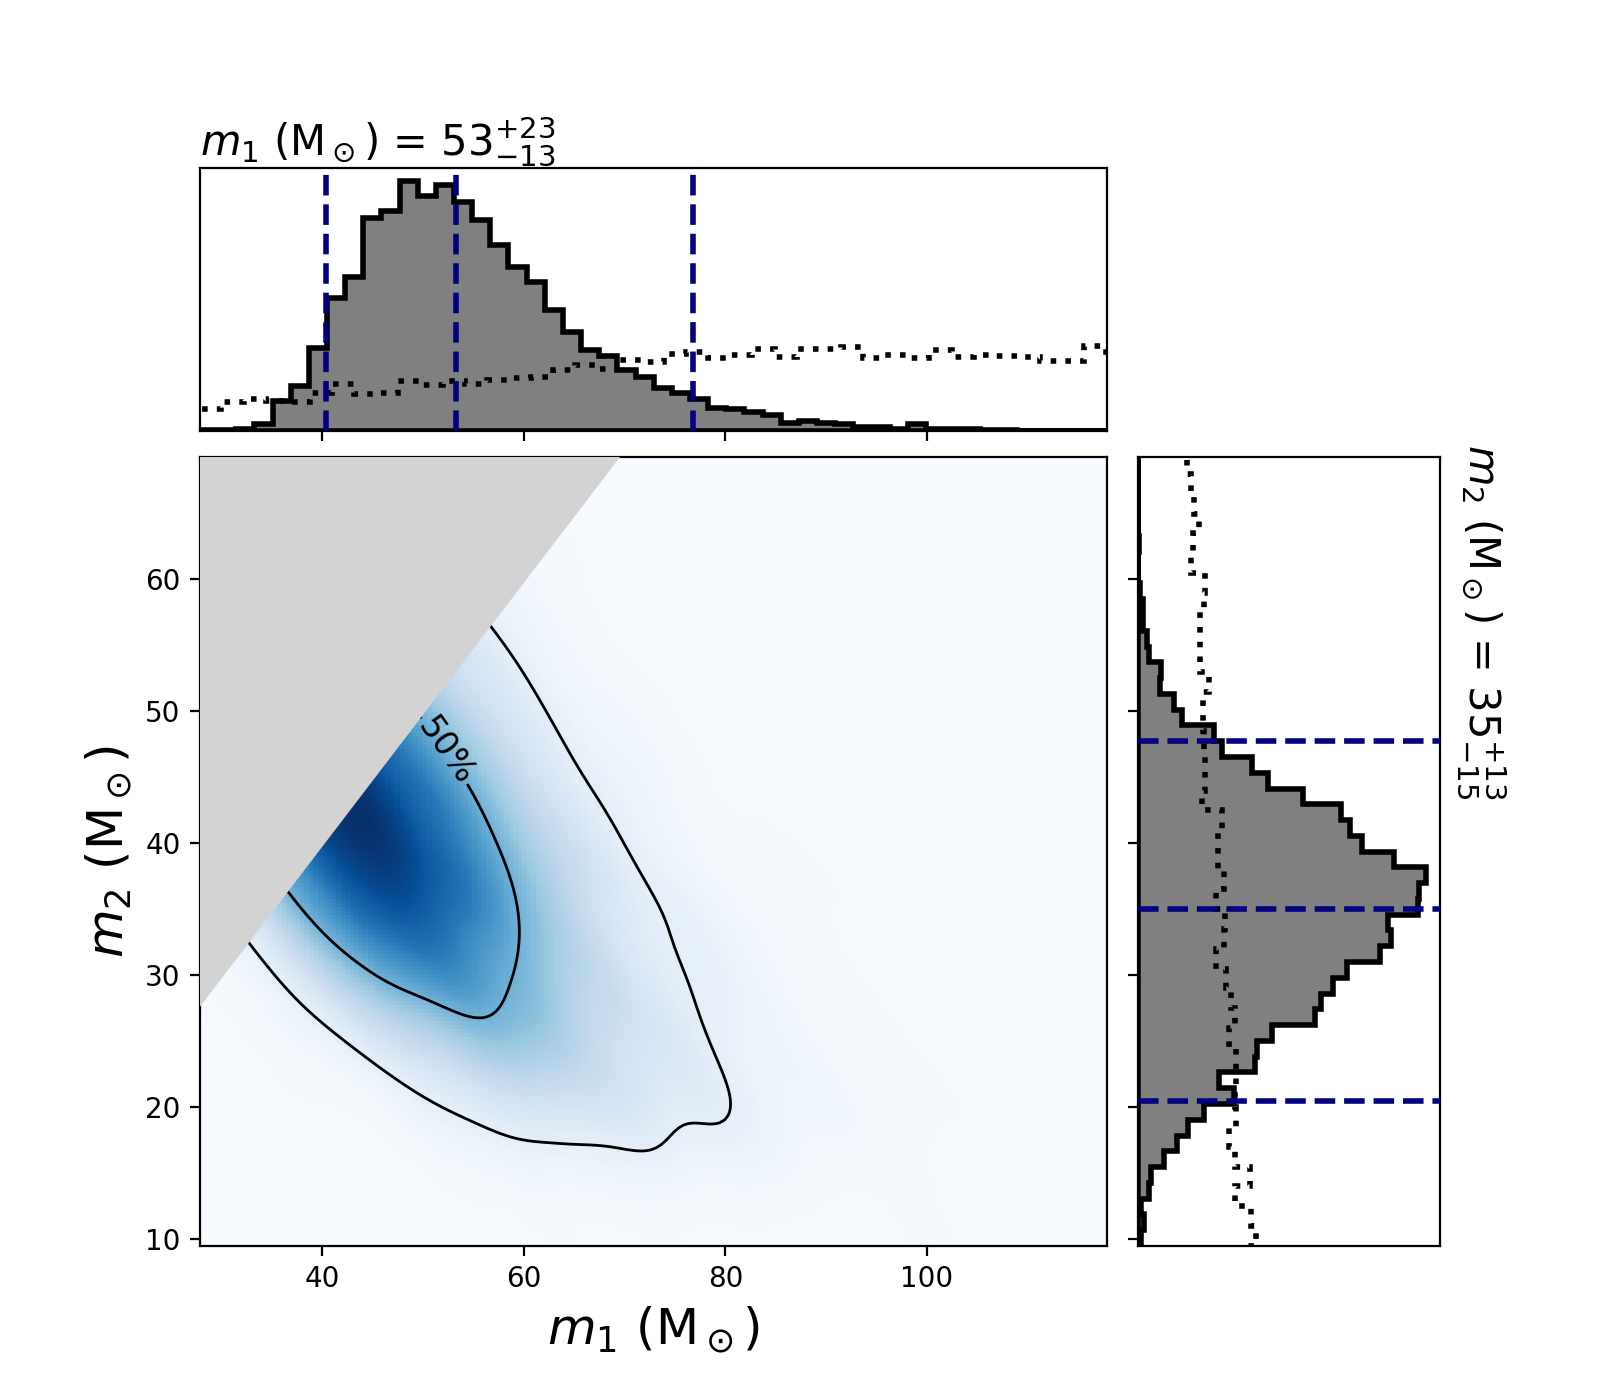 m₁ (M⊙) = 53⁺²³₋₁₃
m₂ (M⊙) = 35⁺¹³₋₁₅
60
50
40
30
20
10
m₂ (M⊙)
50%
40 60 80 100
m₁ (M⊙)